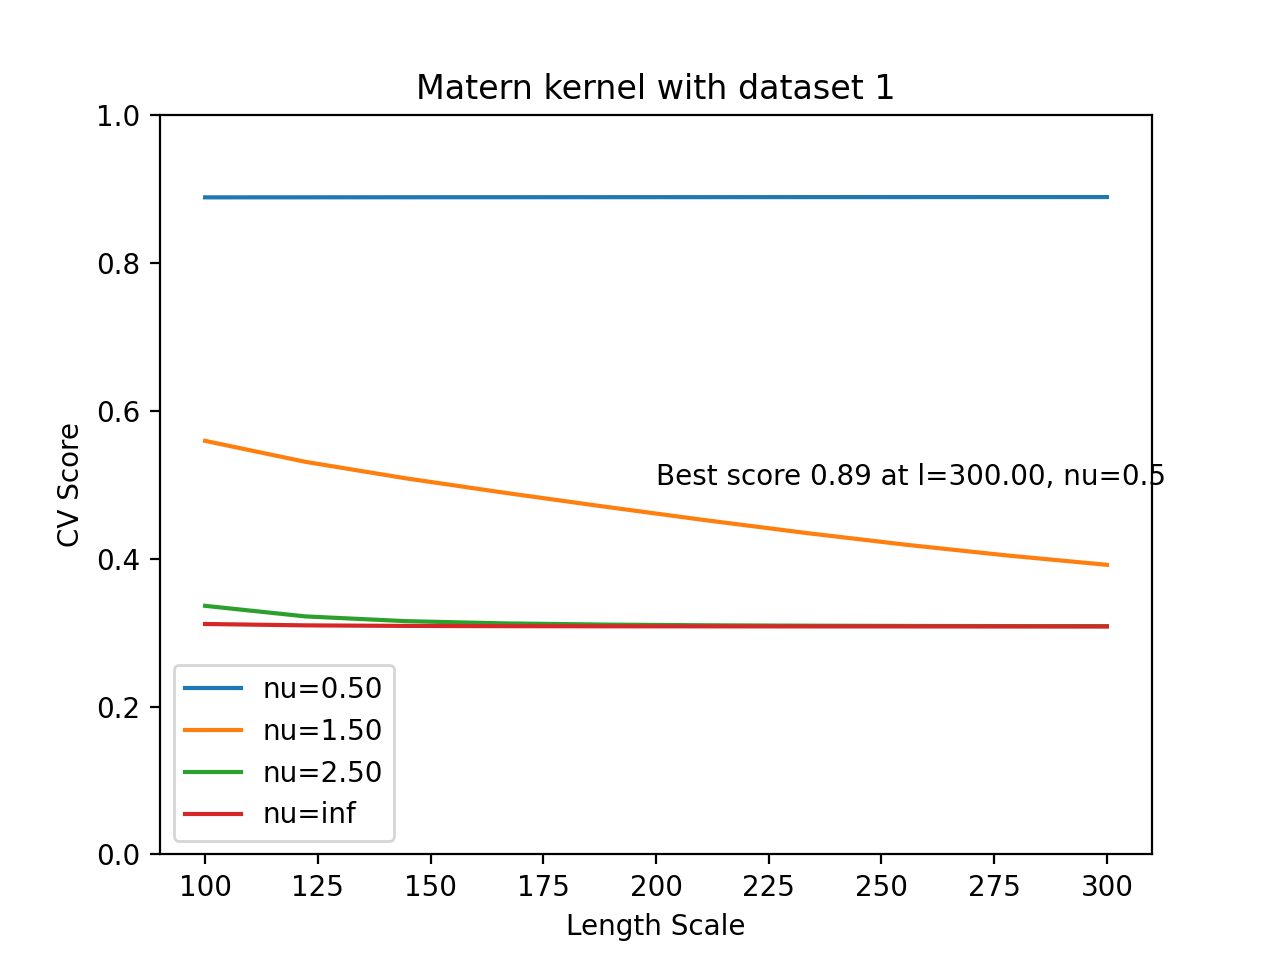 Matern kernel with dataset 1
1.0
0.8
0.6
0.4
0.2
0.0
CV Score
Best score 0.89 at l=300.00, nu=0.5
nu=0.50
nu=1.50
nu=2.50
nu=inf
100 125 150 175 200 225 250 275 300
Length Scale